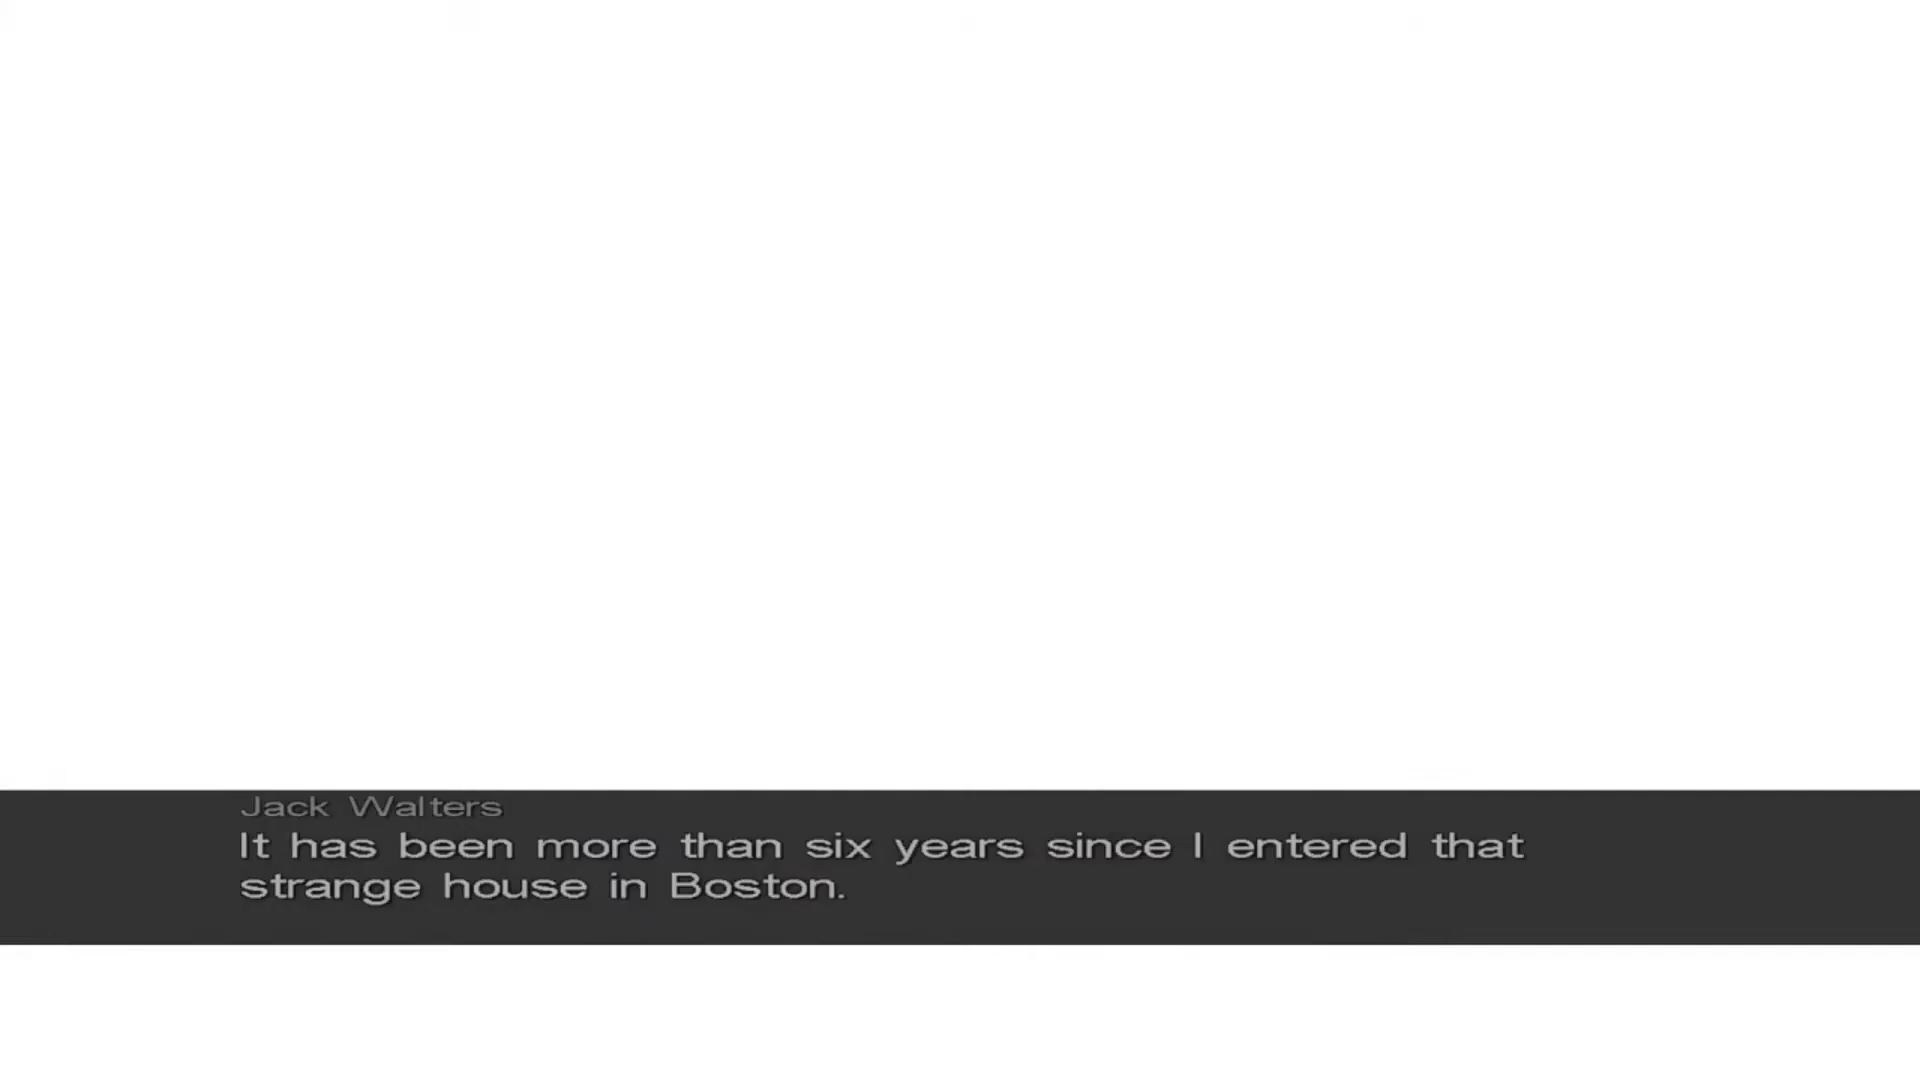 Jack Walters
It has been more than six years since I entered that
strange house in Boston.